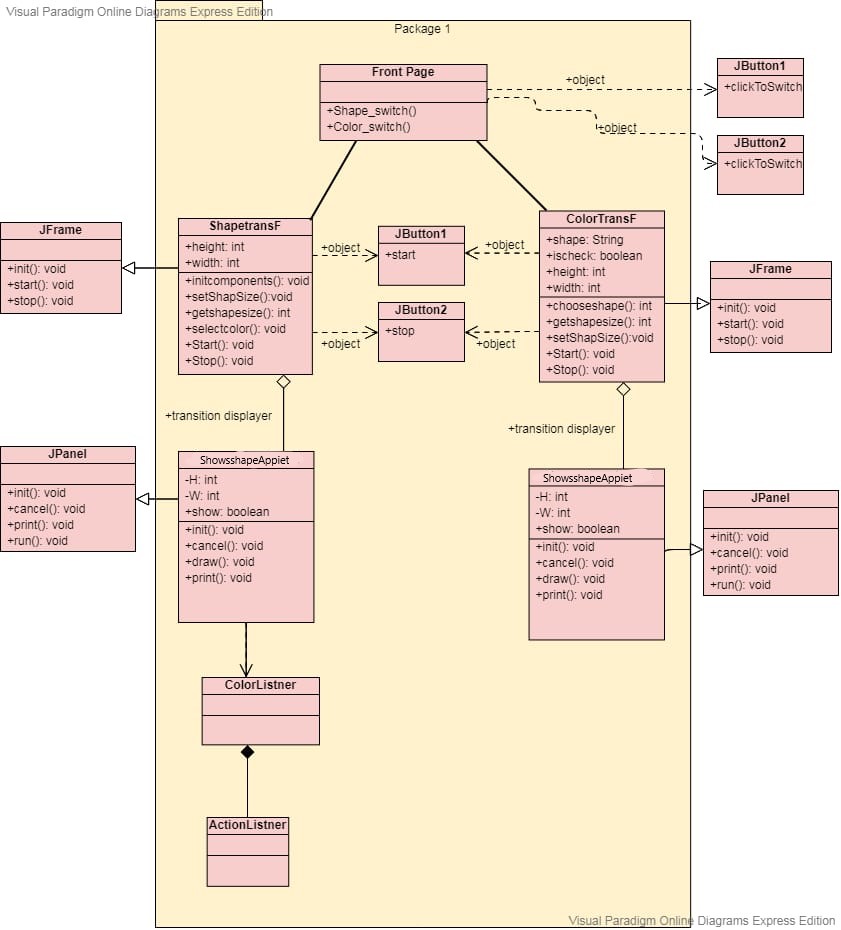 Visual Paradigm Online Diagrams Express Edition
Package 1
Front Page
+Shape_switch()
+Color_switch()
+object
+object
JButton1
+clickToSwitch
JButton2
+clickToSwitch
JFrame
+init(): void
+start(): void
+stop(): void
ShapetransF
+height: int
+width: int
+initcomponents(): void
+setShapSize():void
+getshapesize(): int
+selectcolor(): void
+Start(): void
+Stop(): void
+object
+object
JButton1
+start
JButton2
+stop
+object
+object
ColorTransF
+shape: String
+ischeck: boolean
+height: int
+width: int
+chooseshape(): int
+getshapesize(): int
+setShapSize():void
+Start(): void
+Stop(): void
JFrame
+init(): void
+start(): void
+stop(): void
+transition displayer
+transition displayer
JPanel
+init(): void
+cancel(): void
+print(): void
+run(): void
ShowsshapeApplet
-H: int
-W: int
+show: boolean
+init(): void
+cancel(): void
+draw(): void
+print(): void
ShowsshapeApplet
-H: int
-W: int
+show: boolean
+init(): void
+cancel(): void
+draw(): void
+print(): void
JPanel
+init(): void
+cancel(): void
+print(): void
+run(): void
ColorListner
ActionListner
Visual Paradigm Online Diagrams Express Edition